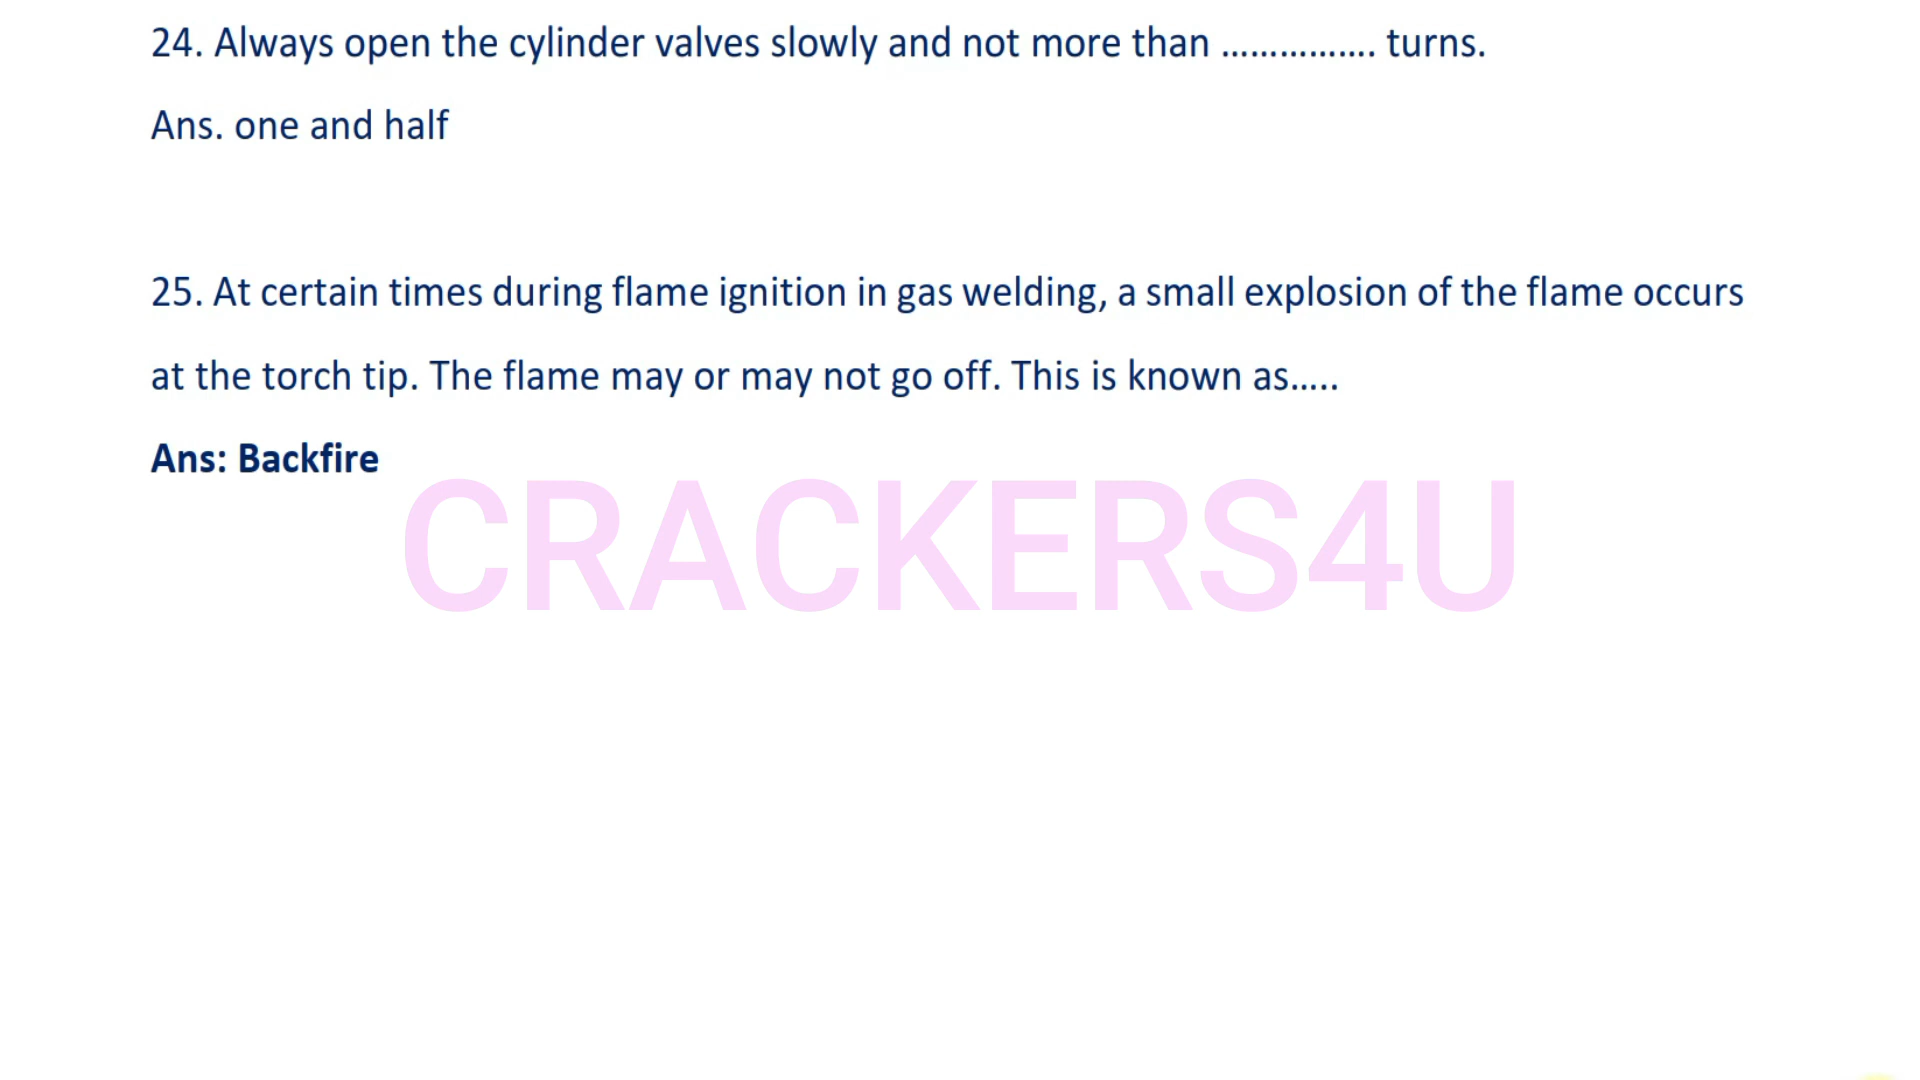 24. Always open the cylinder valves slowly and not more than ................ turns.
Ans. one and half
25. At certain times during flame ignition in gas welding, a small explosion of the flame occurs
at the torch tip. The flame may or may not go off. This is known as.....
Ans: Backfire
CRACKERS4U